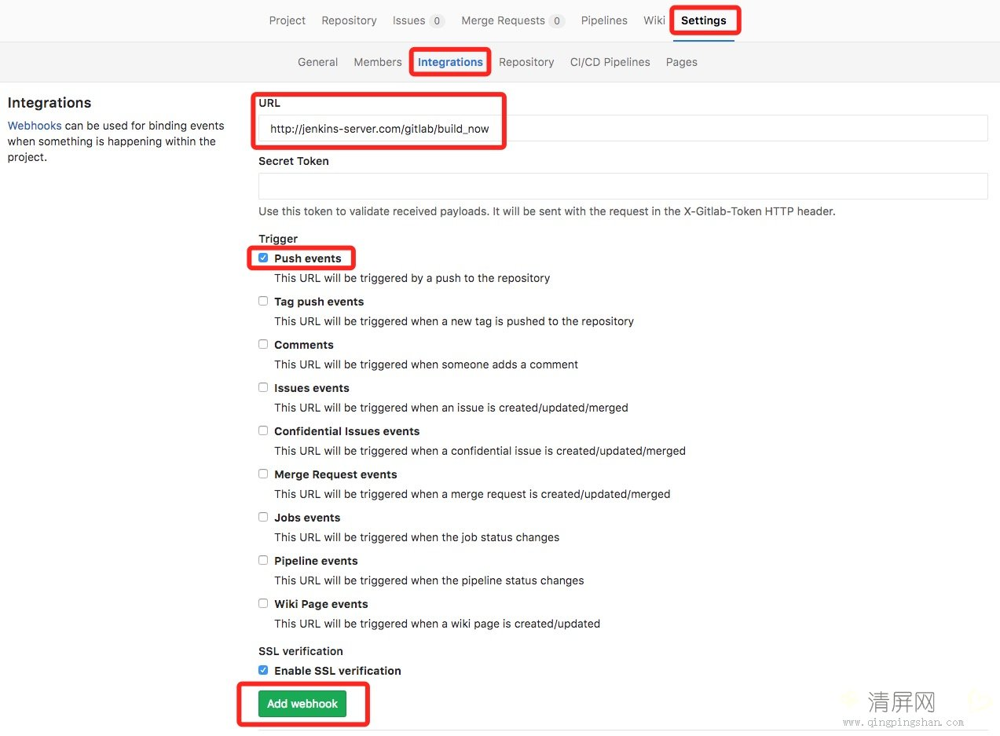 Project Repository Issues 0 Merge Requests 0 Pipelines Wiki Settings
General Members Integrations Repository CI/CD Pipelines Pages
Integrations
Webhooks can be used for binding events
when something is happening within the
project.
URL
http://jenkins-server.com/gitlab/build_now
Secret Token
Use this token to validate received payloads. It will be sent with the request in the X-Gitlab-Token HTTP header.
Trigger
Push events
This URL will be triggered by a push to the repository
Tag push events
This URL will be triggered when a new tag is pushed to the repository
Comments
This URL will be triggered when someone adds a comment
Issues events
This URL will be triggered when an issue is created/updated/merged
Confidential Issues events
This URL will be triggered when a confidential issue is created/updated/merged
Merge Request events
This URL will be triggered when a merge request is created/updated/merged
Jobs events
This URL will be triggered when the job status changes
Pipeline events
This URL will be triggered when the pipeline status changes
Wiki Page events
This URL will be triggered when a wiki page is created/updated
SSL verification
Enable SSL verification
Add webhook
清屏网
www.qingpingshan.com